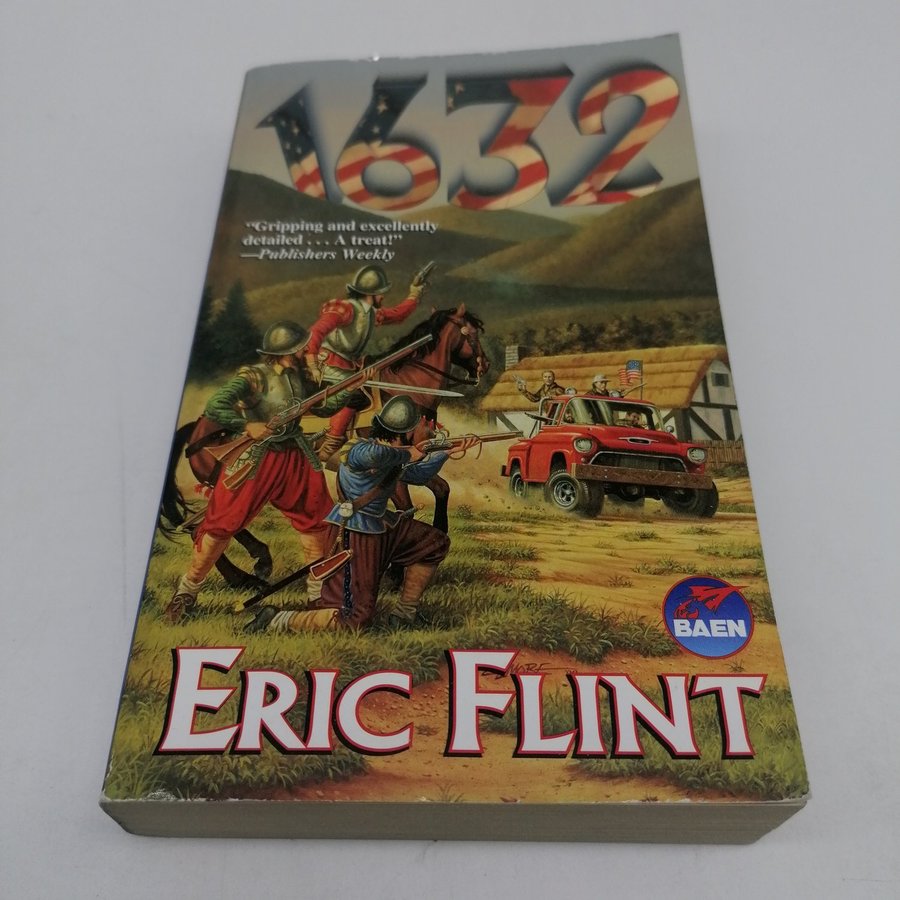 1632
“Gripping and excellently
detailed . . . A treat!”
—Publishers Weekly
BAEN
ERIC FLINT